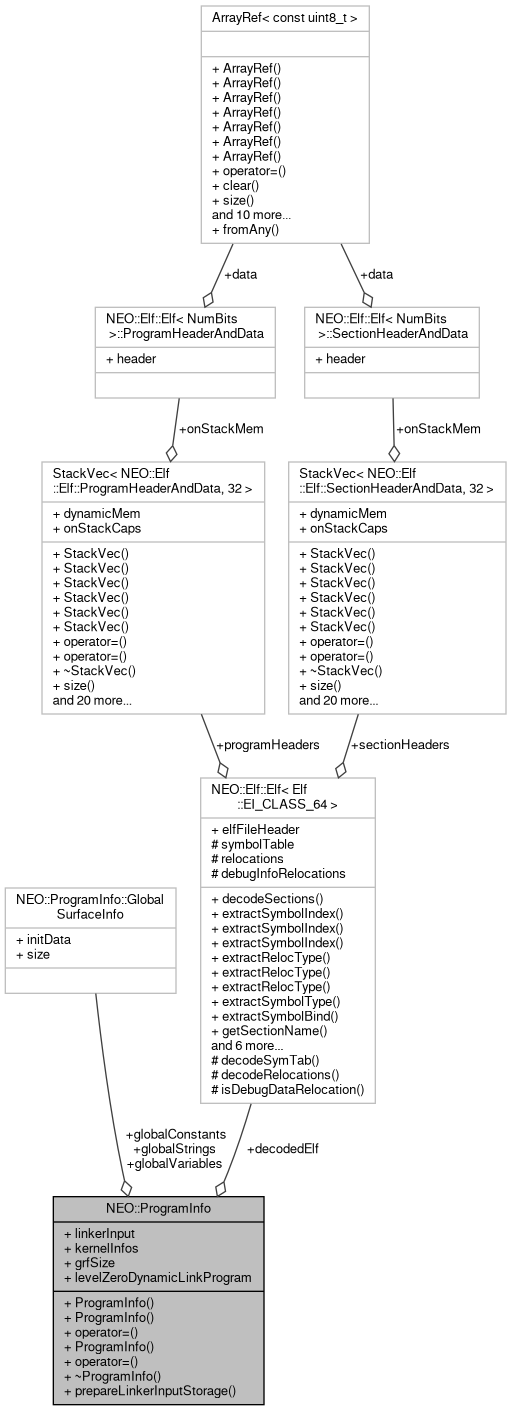 ArrayRef< const uint8_t >
+ ArrayRef()
+ ArrayRef()
+ ArrayRef()
+ ArrayRef()
+ ArrayRef()
+ ArrayRef()
+ ArrayRef()
+ operator=()
+ clear()
+ size()
and 10 more...
+ fromAny()
+data
+data
NEO::Elf::Elf< NumBits
>::ProgramHeaderAndData
+ header
NEO::Elf::Elf< NumBits
>::SectionHeaderAndData
+ header
+onStackMem
+onStackMem
StackVec< NEO::Elf
::Elf::ProgramHeaderAndData, 32 >
+ dynamicMem
+ onStackCaps
+ StackVec()
+ StackVec()
+ StackVec()
+ StackVec()
+ StackVec()
+ StackVec()
+ operator=()
+ operator=()
+ ~StackVec()
+ size()
and 20 more...
StackVec< NEO::Elf
::Elf::SectionHeaderAndData, 32 >
+ dynamicMem
+ onStackCaps
+ StackVec()
+ StackVec()
+ StackVec()
+ StackVec()
+ StackVec()
+ StackVec()
+ operator=()
+ operator=()
+ ~StackVec()
+ size()
and 20 more...
+programHeaders
+sectionHeaders
NEO::Elf::Elf< Elf
::EI_CLASS_64 >
+ elfFileHeader
# symbolTable
# relocations
# debugInfoRelocations
+ decodeSections()
+ extractSymbolIndex()
+ extractSymbolIndex()
+ extractSymbolIndex()
+ extractRelocType()
+ extractRelocType()
+ extractRelocType()
+ extractSymbolType()
+ extractSymbolBind()
+ getSectionName()
and 6 more...
# decodeSymTab()
# decodeRelocations()
# isDebugDataRelocation()
NEO::ProgramInfo::Global
SurfaceInfo
+ initData
+ size
+globalConstants
+globalStrings
+globalVariables
+decodedElf
NEO::ProgramInfo
+ linkerInput
+ kernelInfos
+ grfSize
+ levelZeroDynamicLinkProgram
+ ProgramInfo()
+ ProgramInfo()
+ operator=()
+ ProgramInfo()
+ operator=()
+ ~ProgramInfo()
+ prepareLinkerInputStorage()